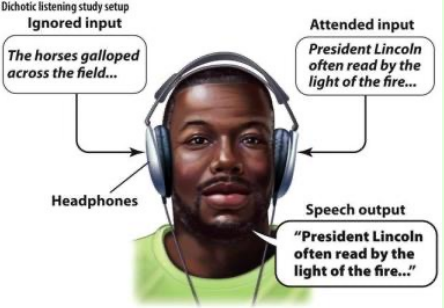 Dichotic listening study setup
Ignored input
The horses galloped
across the field...
Attended input
President Lincoln
often read by the
light of the fire...
Headphones
Speech output
"President Lincoln
often read by the
light of the fire..."